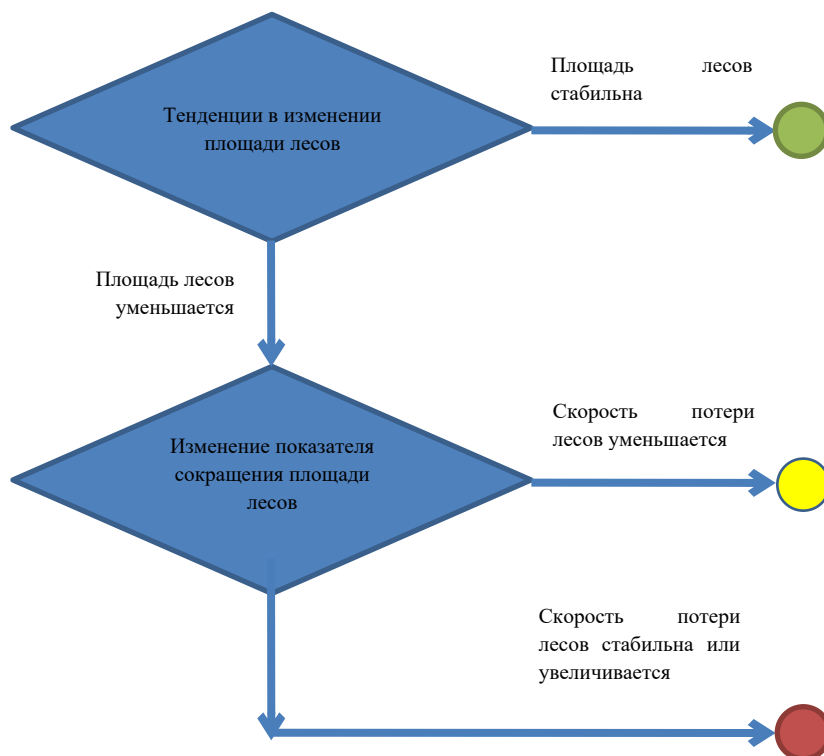 Тенденции в изменении
площади лесов
Площадь лесов
стабильна
Площадь лесов
уменьшается
Изменение показателя
сокращения площади
лесов
Скорость потери
лесов уменьшается
Скорость потери
лесов стабильна или
увеличивается